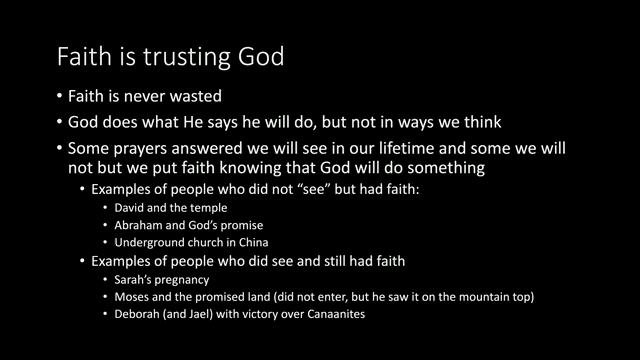 Faith is trusting God
• Faith is never wasted
• God does what He says he will do, but not in ways we think
• Some prayers answered we will see in our lifetime and some we will
not but we put faith knowing that God will do something
• Examples of people who did not “see” but had faith:
• David and the temple
• Abraham and God’s promise
• Underground church in China
• Examples of people who did see and still had faith
• Sarah’s pregnancy
• Moses and the promised land (did not enter, but he saw it on the mountain top)
• Deborah (and Jael) with victory over Canaanites